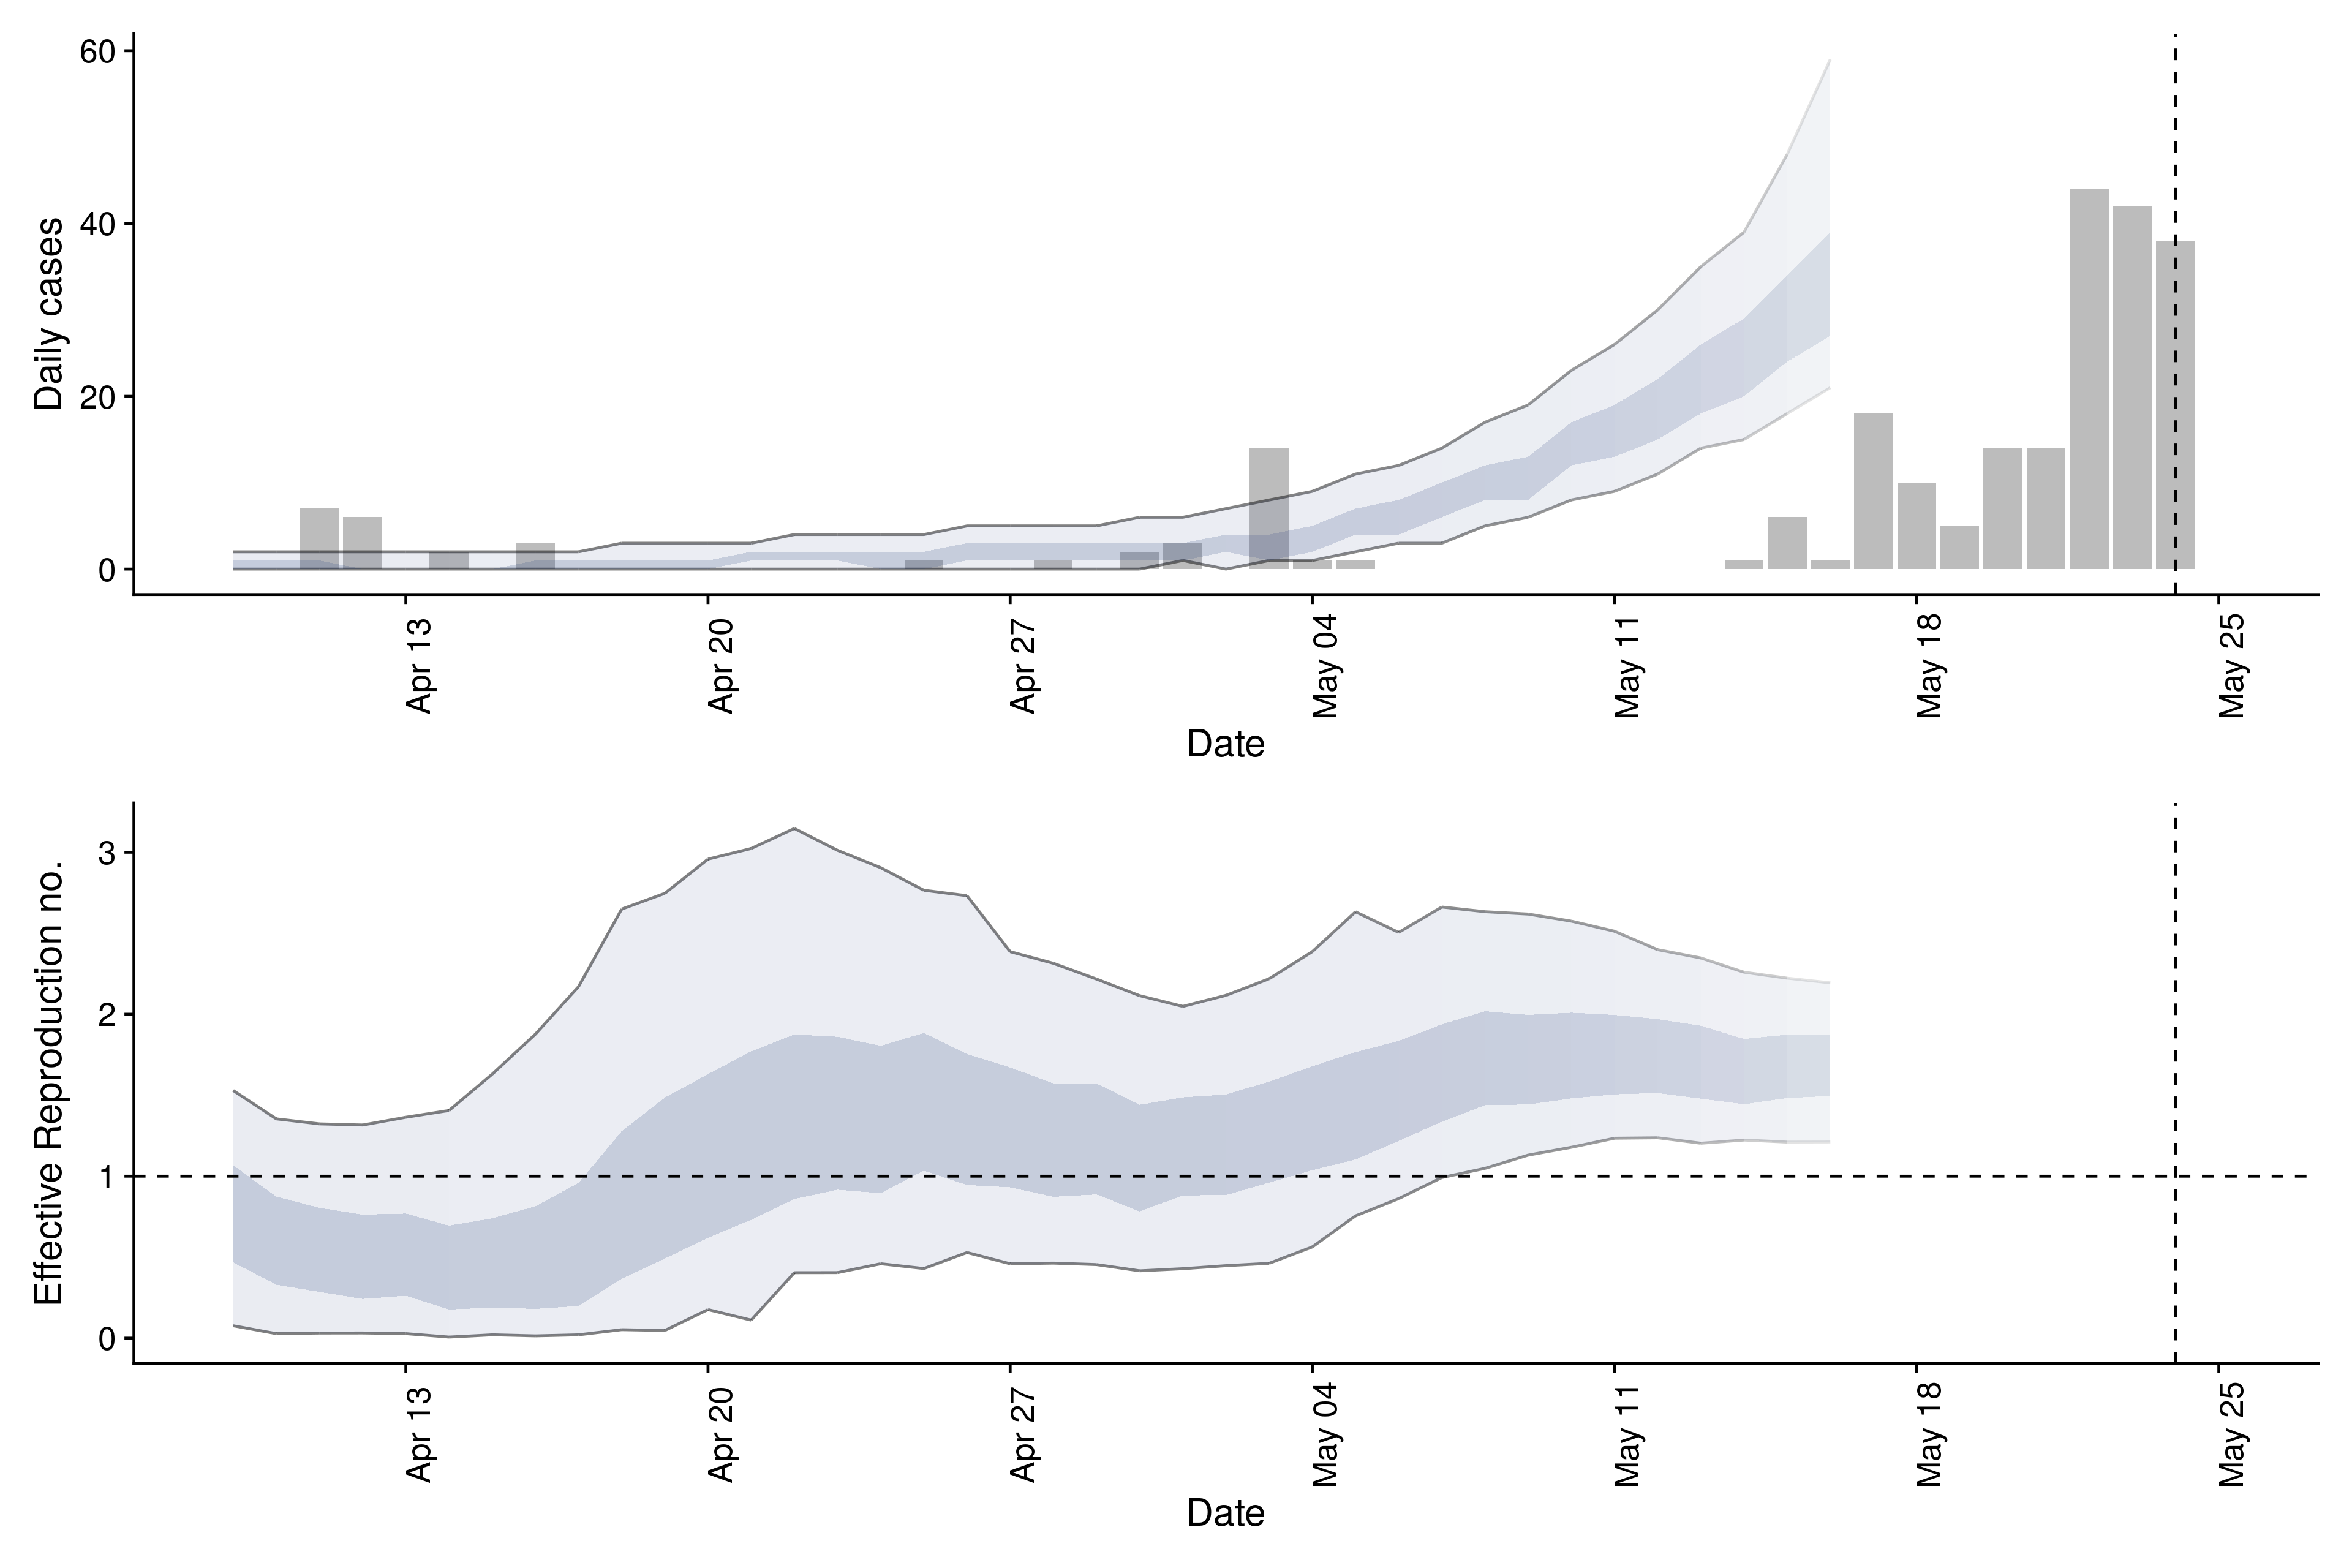 Daily cases
60
40
20
0
Apr 13
Apr 20
Apr 27
May 04
May 11
May 18
May 25
Date
Effective Reproduction no.
3
2
1
0
Apr 13
Apr 20
Apr 27
May 04
May 11
May 18
May 25
Date